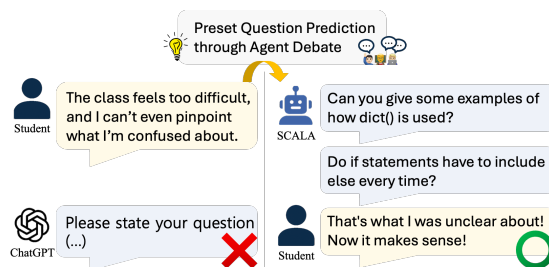 Preset Question Prediction
through Agent Debate
The class feels too difficult,
and I can't even pinpoint
what I'm confused about.
Student
Please state your question
(...)
ChatGPT
Can you give some examples of
how dict() is used?
SCALA
Do if statements have to include
else every time?
That's what I was unclear about!
Now it makes sense!
Student